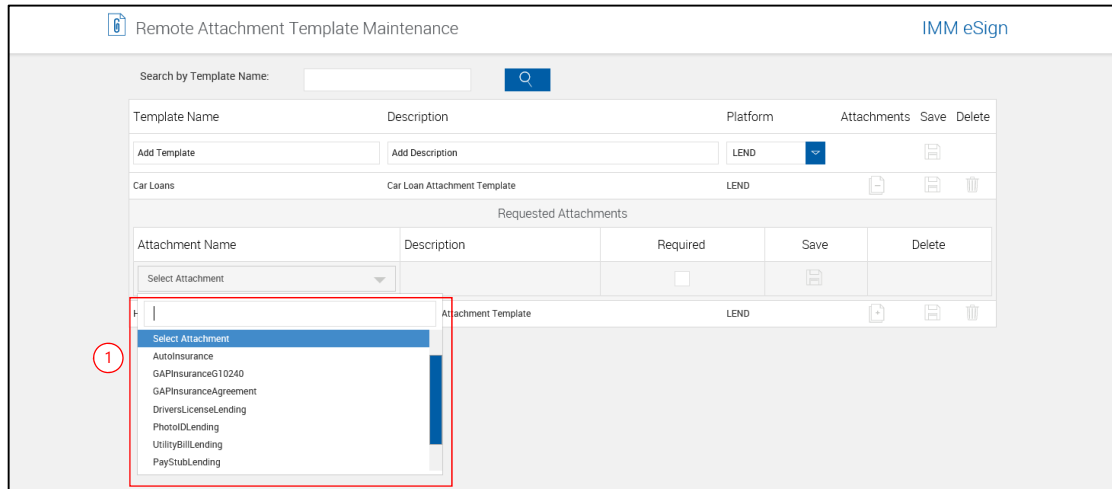 Remote Attachment Template Maintenance
IMM eSign
Search by Template Name:
Template Name Description Platform Attachments Save Delete
Add Template Add Description LEND
Car Loans Car Loan Attachment Template LEND
Requested Attachments
Attachment Name Description Required Save Delete
Select Attachment
Attachment Template LEND
Select Attachment
1
AutoInsurance
GAPInsuranceG10240
GAPInsuranceAgreement
DriversLicenseLending
PhotoIDLending
UtilityBillLending
PayStubLending